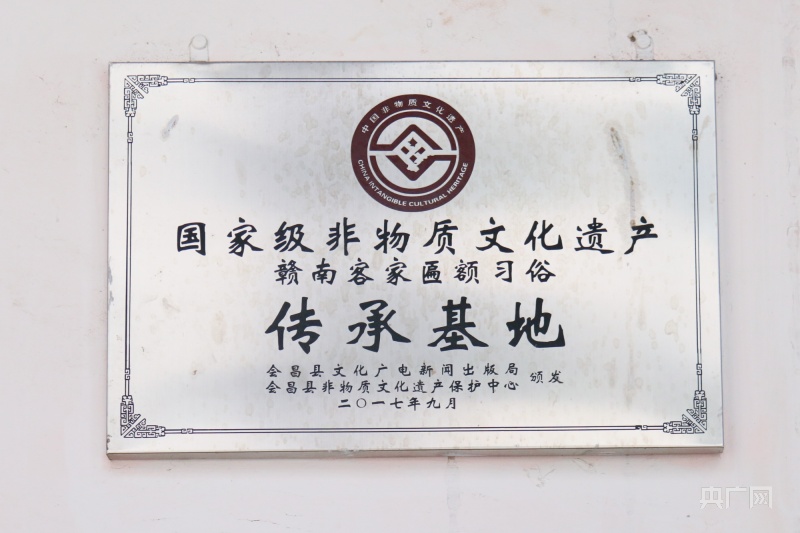 中国非物质文化遗产
CHINA INTANGIBLE CULTURAL HERITAGE
国家级非物质文化遗产
赣南客家匾额习俗
传承基地
会昌县文化广电新闻出版局
会昌县非物质文化遗产保护中心 颁发
二〇一七年九月
央广网